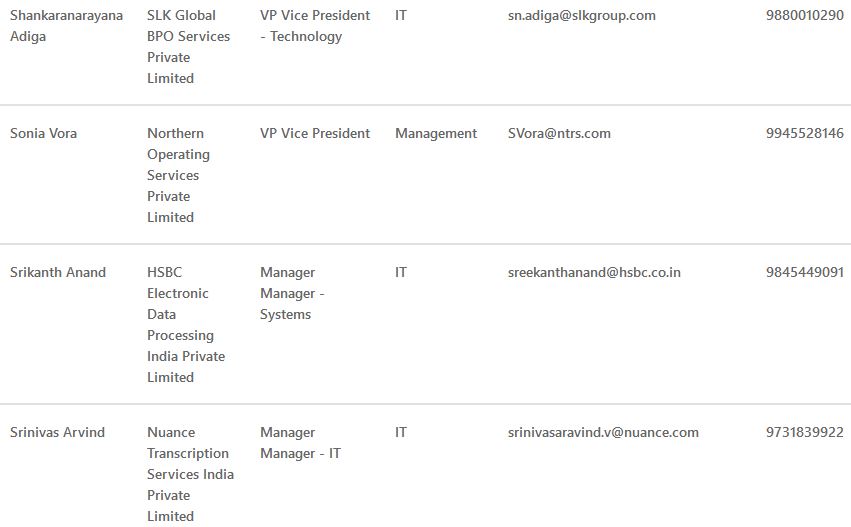 Shankaranarayana SLK Global VP Vice President IT sn.adiga@slkgroup.com 9880010290
Adiga BPO Services - Technology
Private
Limited
Sonia Vora Northern VP Vice President Management SVora@ntrs.com 9945528146
Operating
Services
Private
Limited
Srikanth Anand HSBC Manager IT sreekanthanand@hsbc.co.in 9845449091
Electronic Manager -
Data Systems
Processing
India Private
Limited
Srinivas Arvind Nuance Manager IT srinivasaravind.v@nuance.com 9731839922
Transcription Manager - IT
Services India
Private
Limited